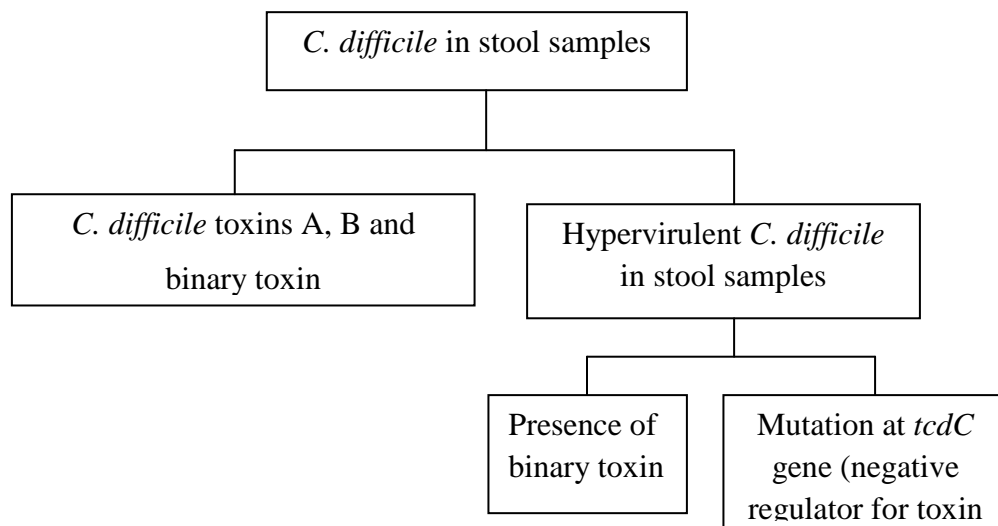 C. difficile in stool samples
C. difficile toxins A, B and
binary toxin
Hypervirulent C. difficile
in stool samples
Presence of
binary toxin
Mutation at tcdC
gene (negative
regulator for toxin